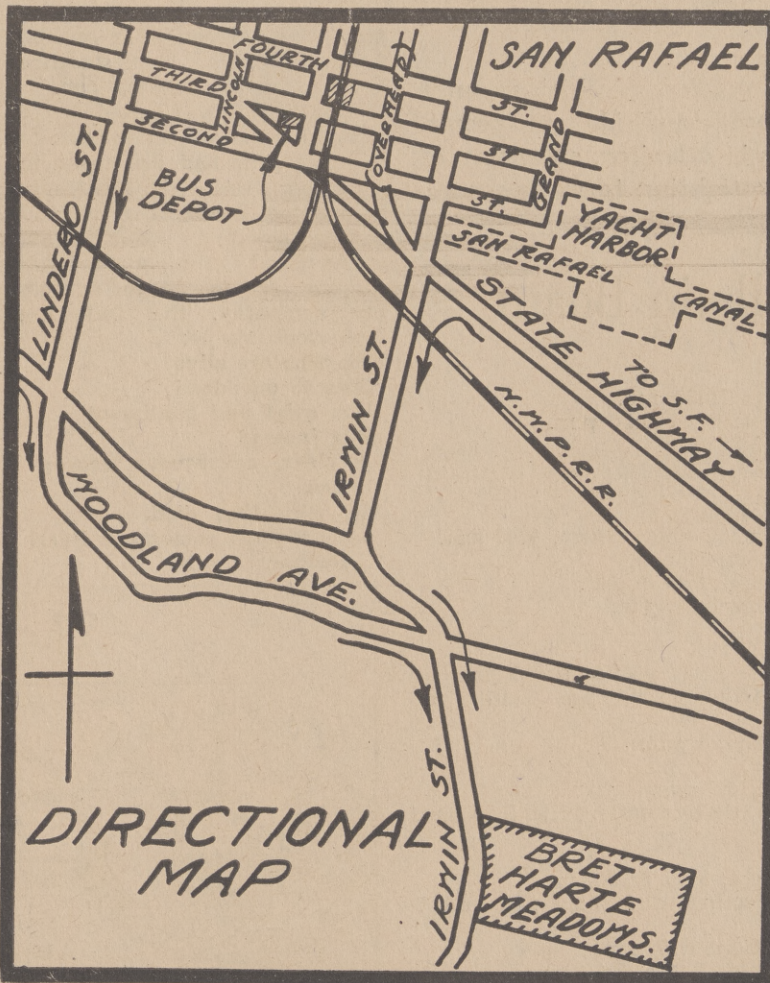 SAN RAFAEL
FOURTH
ST.
THIRD
ST
SECOND
ST.
LINCOLN
(OVERHEAD)
GRAND
LINDERO ST.
BUS
DEPOT
YACHT
HARBOR
SAN RAFAEL
CANAL
STATE
HIGHWAY
TO S.F.
IRWIN ST.
N.W.P.R.R.
WOODLAND AVE.
DIRECTIONAL
MAP
IRWIN ST.
BRET
HARTE
MEADOWS.